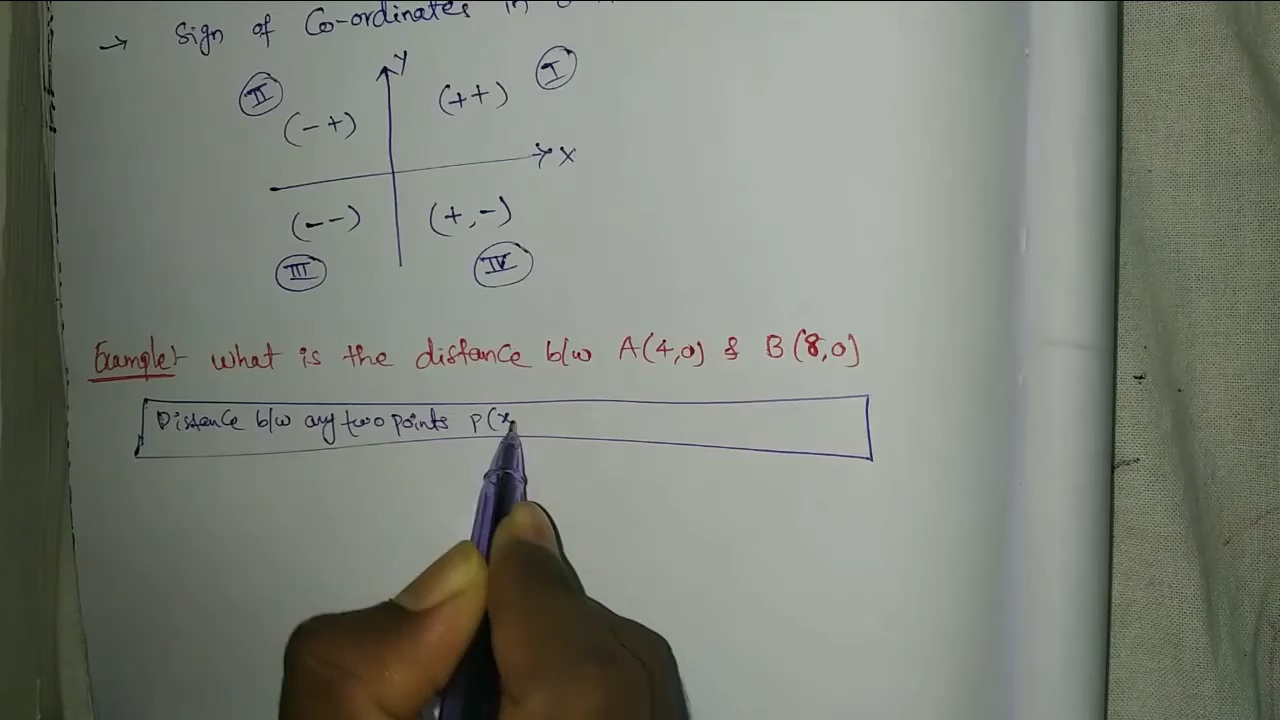 → Sign of Co-ordinates in
Y
II (-+) (++) I
X
(--) (+,-)
III IV
Example:- What is the distance b/w A(4,0) & B(8,0)
Distance b/w any two points P(x